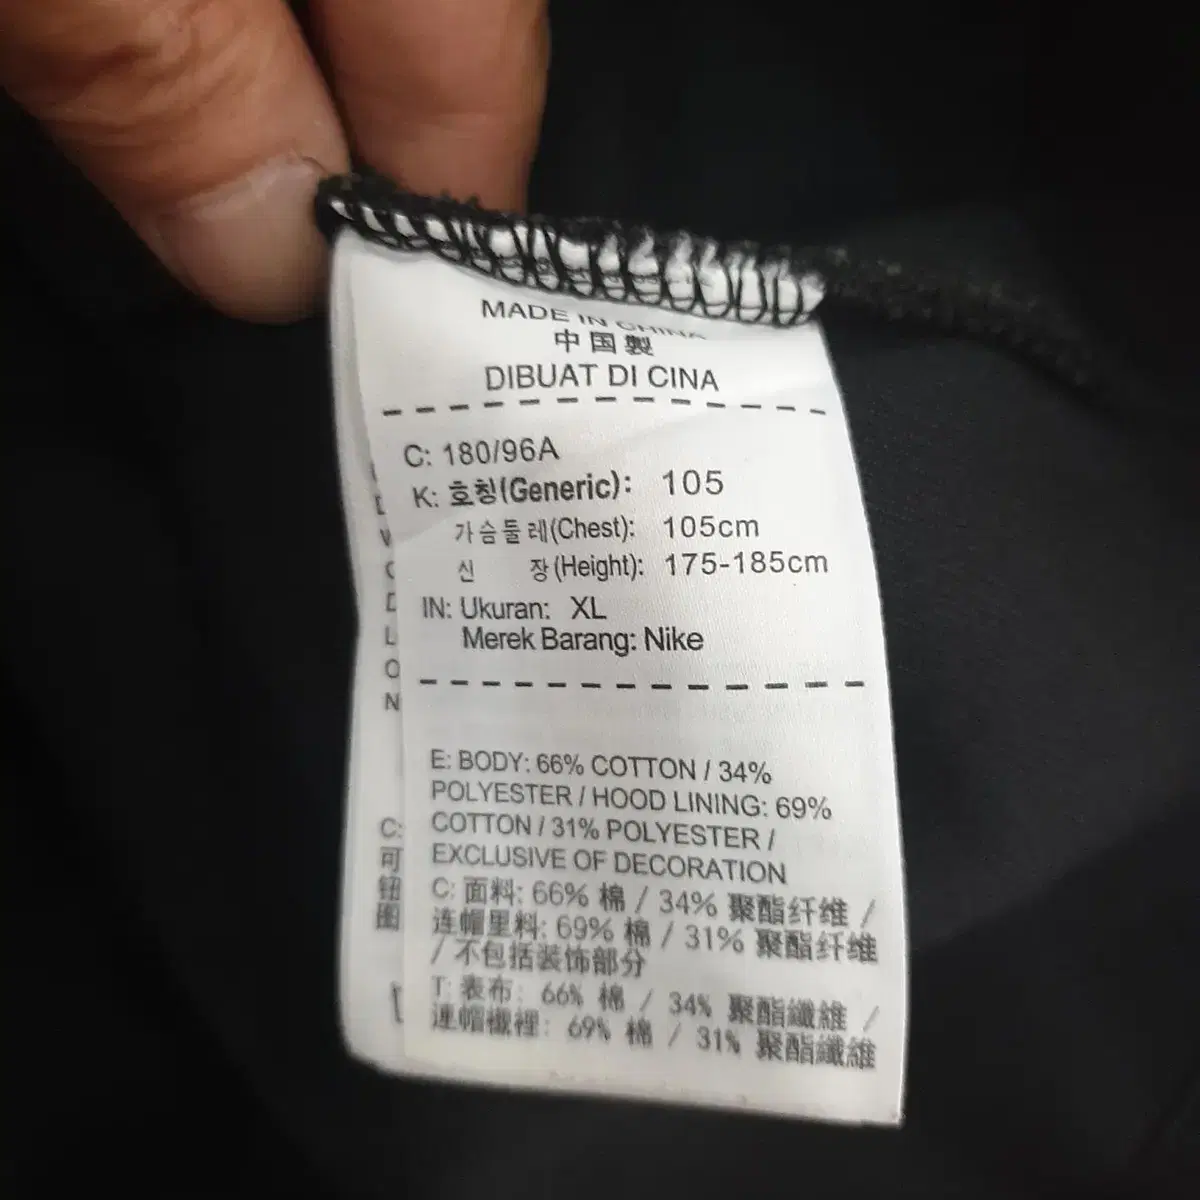 MADE IN CHINA
中国製
DIBUAT DI CINA
C: 180/96A
K: 호칭(Generic): 105
가슴둘레(Chest): 105cm
신 장(Height): 175-185cm
IN: Ukuran: XL
Merek Barang: Nike
E: BODY: 66% COTTON / 34%
POLYESTER / HOOD LINING: 69%
COTTON / 31% POLYESTER /
EXCLUSIVE OF DECORATION
C: 面料: 66% 棉 / 34% 聚酯纤维 /
连帽里料: 69% 棉 / 31% 聚酯纤维
/ 不包括装饰部分
T: 表布: 66% 棉 / 34% 聚酯纖維 /
連帽襯裡: 69% 棉 / 31% 聚酯纖維
C:
可
钮
图